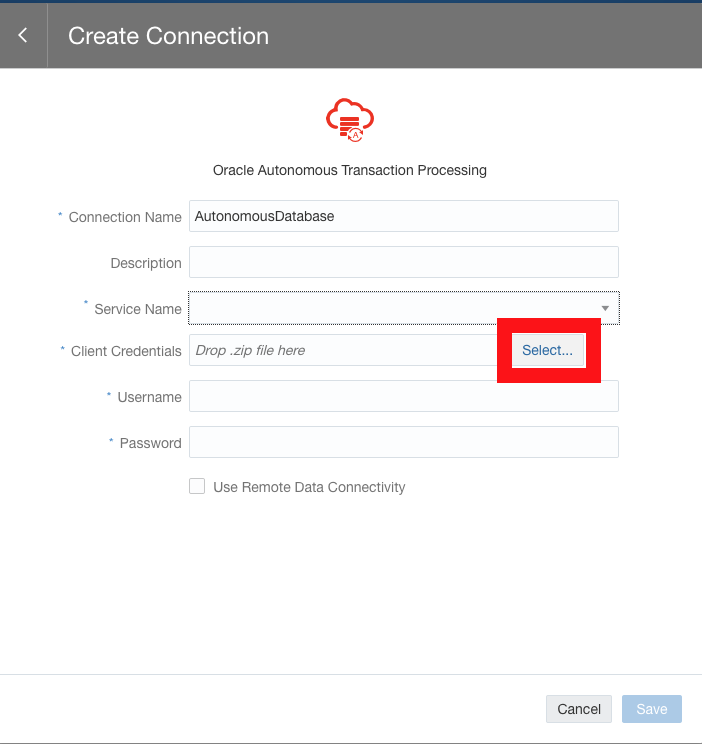 Create Connection
Oracle Autonomous Transaction Processing
* Connection Name AutonomousDatabase
Description
* Service Name
* Client Credentials Drop .zip file here Select...
* Username
* Password
Use Remote Data Connectivity
Cancel Save